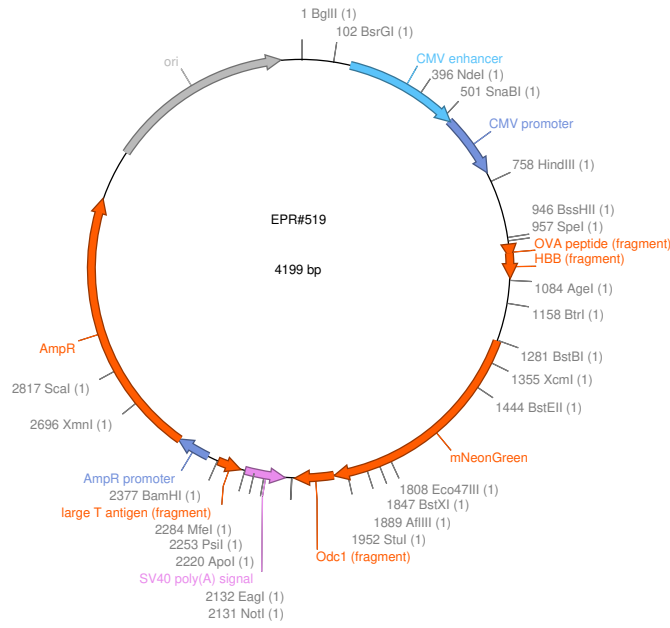 1 BglII (1)
102 BsrGI (1)
CMV enhancer
396 NdeI (1)
501 SnaBI (1)
CMV promoter
758 HindIII (1)
946 BssHII (1)
957 SpeI (1)
OVA peptide (fragment)
HBB (fragment)
1084 AgeI (1)
1158 BtrI (1)
1281 BstBI (1)
1355 XcmI (1)
1444 BstEII (1)
mNeonGreen
1808 Eco47III (1)
1847 BstXI (1)
1889 AflIII (1)
1952 StuI (1)
Odc1 (fragment)
2131 NotI (1)
2132 EagI (1)
SV40 poly(A) signal
2220 ApoI (1)
2253 PsiI (1)
2284 MfeI (1)
large T antigen (fragment)
2377 BamHI (1)
AmpR promoter
2696 XmnI (1)
2817 ScaI (1)
AmpR
ori
EPR#519
4199 bp